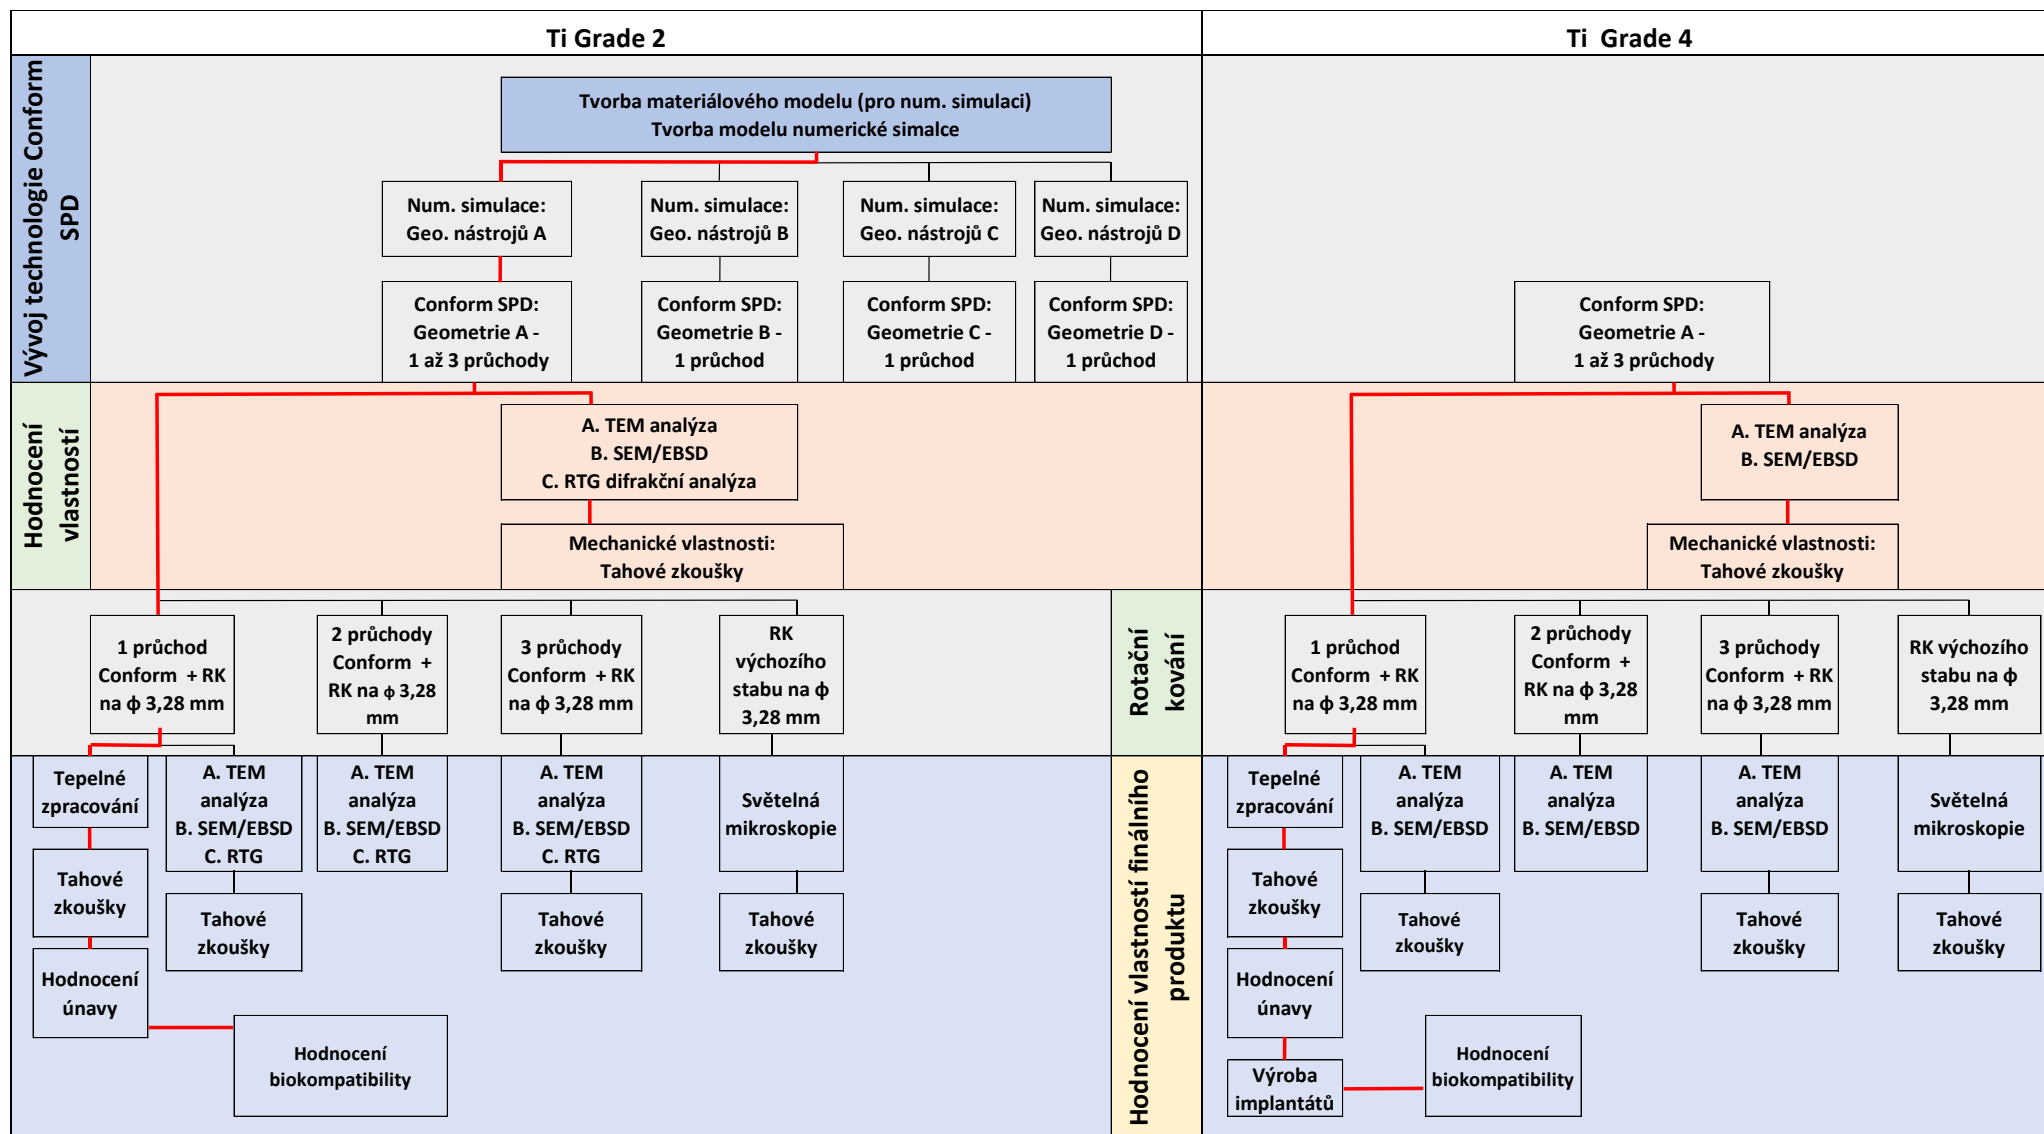 Ti Grade 2
Ti  Grade 4
Vývoj technologie Conform
SPD
Tvorba materiálového modelu (pro num. simulaci)
Tvorba modelu numerické simalce
Num. simulace:
Geo. nástrojů A
Num. simulace:
Geo. nástrojů B
Num. simulace:
Geo. nástrojů C
Num. simulace:
Geo. nástrojů D
Conform SPD:
Geometrie A -
1 až 3 průchody
Conform SPD:
Geometrie B -
1 průchod
Conform SPD:
Geometrie C -
1 průchod
Conform SPD:
Geometrie D -
1 průchod
Conform SPD:
Geometrie A -
1 až 3 průchody
Hodnocení
vlastností
A. TEM analýza
B. SEM/EBSD
C. RTG difrakční analýza
A. TEM analýza
B. SEM/EBSD
Mechanické vlastnosti:
Tahové zkoušky
Mechanické vlastnosti:
Tahové zkoušky
1 průchod
Conform  + RK
na ϕ 3,28 mm
2 průchody
Conform +
RK na ϕ 3,28
mm
3 průchody
Conform + RK
na ϕ 3,28 mm
RK
výchozího
stabu na ϕ
3,28 mm
Rotační
kování
1 průchod
Conform  + RK
na ϕ 3,28 mm
2 průchody
Conform +
RK na ϕ 3,28
mm
3 průchody
Conform + RK
na ϕ 3,28 mm
RK výchozího
stabu na ϕ
3,28 mm
Tepelné
zpracování
A. TEM
analýza
B. SEM/EBSD
C. RTG
A. TEM
analýza
B. SEM/EBSD
C. RTG
A. TEM
analýza
B. SEM/EBSD
C. RTG
Světelná
mikroskopie
Hodnocení vlastností finálního
produktu
Tepelné
zpracování
A. TEM
analýza
B. SEM/EBSD
A. TEM
analýza
B. SEM/EBSD
A. TEM
analýza
B. SEM/EBSD
Světelná
mikroskopie
Tahové
zkoušky
Tahové
zkoušky
Tahové
zkoušky
Tahové
zkoušky
Tahové
zkoušky
Tahové
zkoušky
Tahové
zkoušky
Tahové
zkoušky
Hodnocení
únavy
Hodnocení
únavy
Hodnocení
biokompatibility
Výroba
implantátů
Hodnocení
biokompatibility